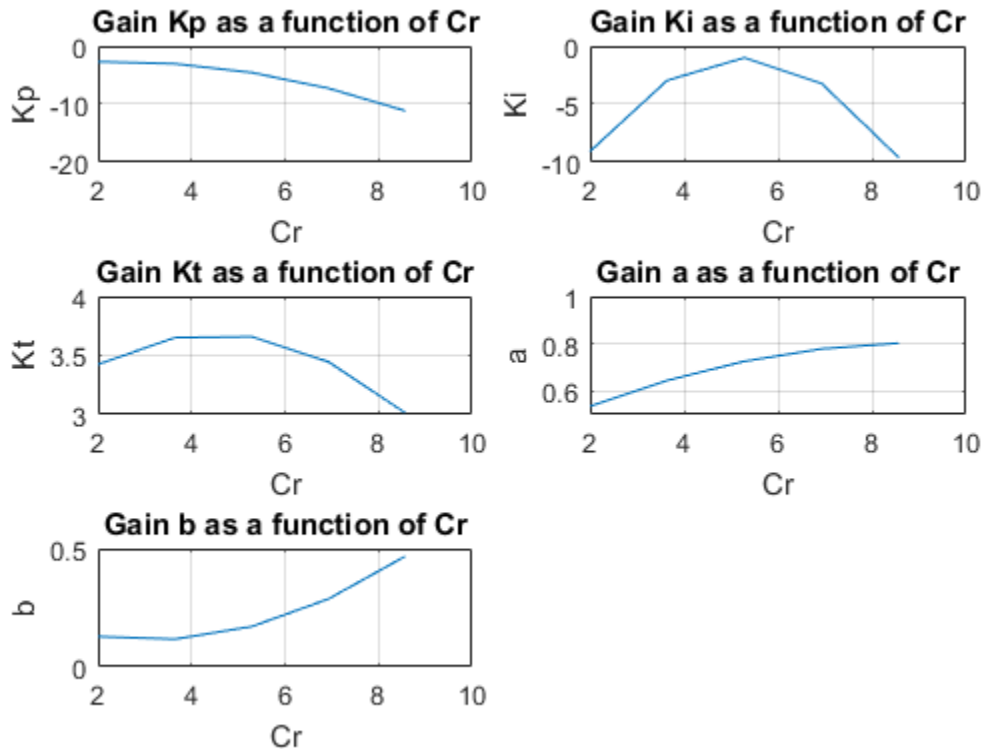 Gain Kp as a function of Cr
0
-10
-20
Kp
2 4 6 8 10
Cr
Gain Ki as a function of Cr
0
-5
-10
Ki
2 4 6 8 10
Cr
Gain Kt as a function of Cr
4
3.5
3
Kt
2 4 6 8 10
Cr
Gain a as a function of Cr
1
0.8
0.6
a
2 4 6 8 10
Cr
Gain b as a function of Cr
0.5
0
b
2 4 6 8 10
Cr